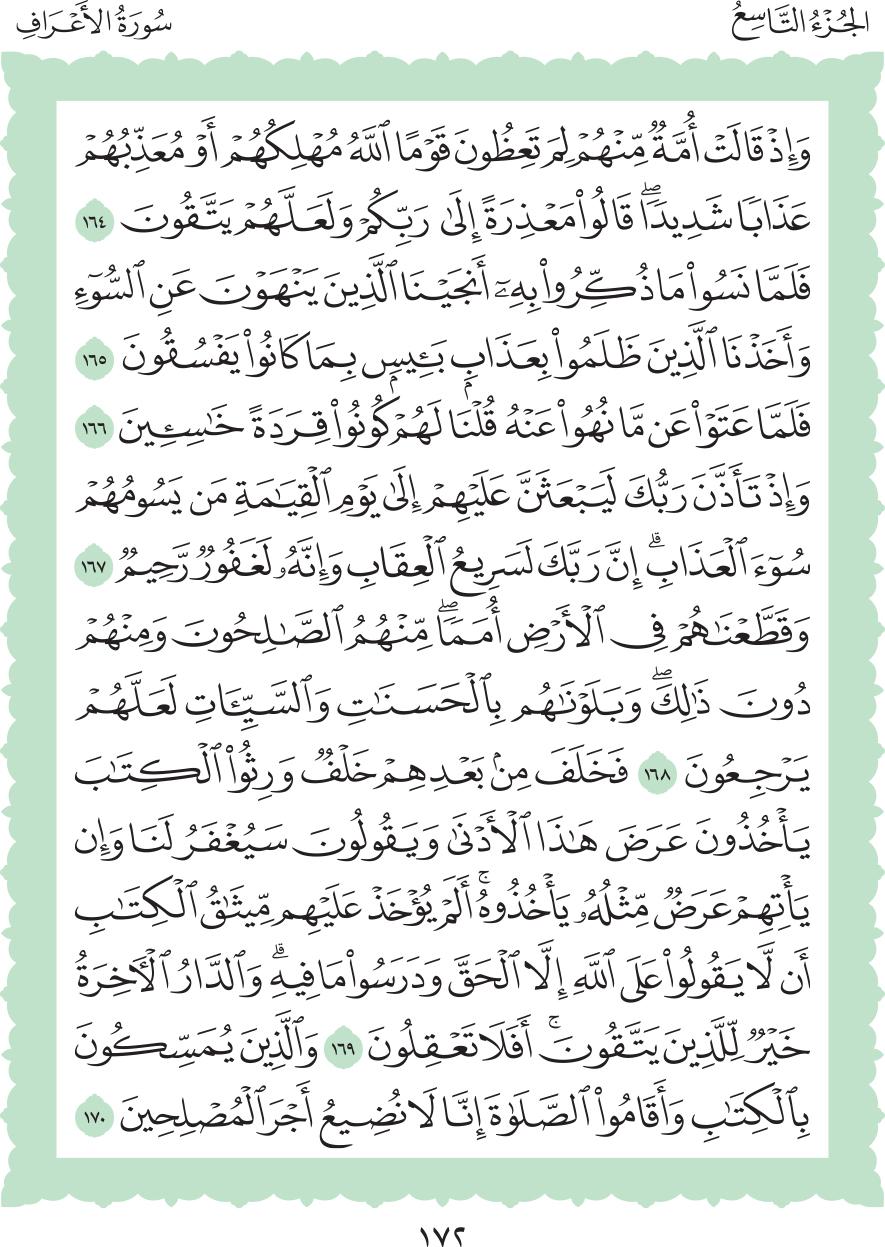 الجُزْءُ التَّاسِعُ
سُورَةُ الأَعْرَافِ
وَإِذْ قَالَتْ أُمَّةٌ مِّنْهُمْ لِمَ تَعِظُونَ قَوْمًا ٱللَّهُ مُهْلِكُهُمْ أَوْ مُعَذِّبُهُمْ
عَذَابًا شَدِيدًاۖ قَالُوا۟ مَعْذِرَةً إِلَىٰ رَبِّكُمْ وَلَعَلَّهُمْ يَتَّقُونَ ١٦٤
فَلَمَّا نَسُوا۟ مَا ذُكِّرُوا۟ بِهِۦٓ أَنجَيْنَا ٱلَّذِينَ يَنْهَوْنَ عَنِ ٱلسُّوٓءِ
وَأَخَذْنَا ٱلَّذِينَ ظَلَمُوا۟ بِعَذَابٍۭ بَـِٔيسٍۭ بِمَا كَانُوا۟ يَفْسُقُونَ ١٦٥
فَلَمَّا عَتَوْا۟ عَن مَّا نُهُوا۟ عَنْهُ قُلْنَا لَهُمْ كُونُوا۟ قِرَدَةً خَـٰسِـِٔينَ ١٦٦
وَإِذْ تَأَذَّنَ رَبُّكَ لَيَبْعَثَنَّ عَلَيْهِمْ إِلَىٰ يَوْمِ ٱلْقِيَـٰمَةِ مَن يَسُومُهُمْ
سُوٓءَ ٱلْعَذَابِۗ إِنَّ رَبَّكَ لَسَرِيعُ ٱلْعِقَابِ وَإِنَّهُۥ لَغَفُورٌ رَّحِيمٌ ١٦٧
وَقَطَّعْنَـٰهُمْ فِى ٱلْأَرْضِ أُمَمًاۖ مِّنْهُمُ ٱلصَّـٰلِحُونَ وَمِنْهُمْ
دُونَ ذَٰلِكَۖ وَبَلَوْنَـٰهُم بِٱلْحَسَنَـٰتِ وَٱلسَّيِّـَٔاتِ لَعَلَّهُمْ
يَرْجِعُونَ ١٦٨ فَخَلَفَ مِنۢ بَعْدِهِمْ خَلْفٌ وَرِثُوا۟ ٱلْكِتَـٰبَ
يَأْخُذُونَ عَرَضَ هَـٰذَا ٱلْأَدْنَىٰ وَيَقُولُونَ سَيُغْفَرُ لَنَا وَإِن
يَأْتِهِمْ عَرَضٌ مِّثْلُهُۥ يَأْخُذُوهُۚ أَلَمْ يُؤْخَذْ عَلَيْهِم مِّيثَـٰقُ ٱلْكِتَـٰبِ
أَن لَّا يَقُولُوا۟ عَلَى ٱللَّهِ إِلَّا ٱلْحَقَّ وَدَرَسُوا۟ مَا فِيهِۗ وَٱلدَّارُ ٱلْـَٔاخِرَةُ
خَيْرٌ لِّلَّذِينَ يَتَّقُونَۚ أَفَلَا تَعْقِلُونَ ١٦٩ وَٱلَّذِينَ يُمَسِّكُونَ
بِٱلْكِتَـٰبِ وَأَقَامُوا۟ ٱلصَّلَوٰةَ إِنَّا لَا نُضِيعُ أَجْرَ ٱلْمُصْلِحِينَ ١٧٠
١٧٢